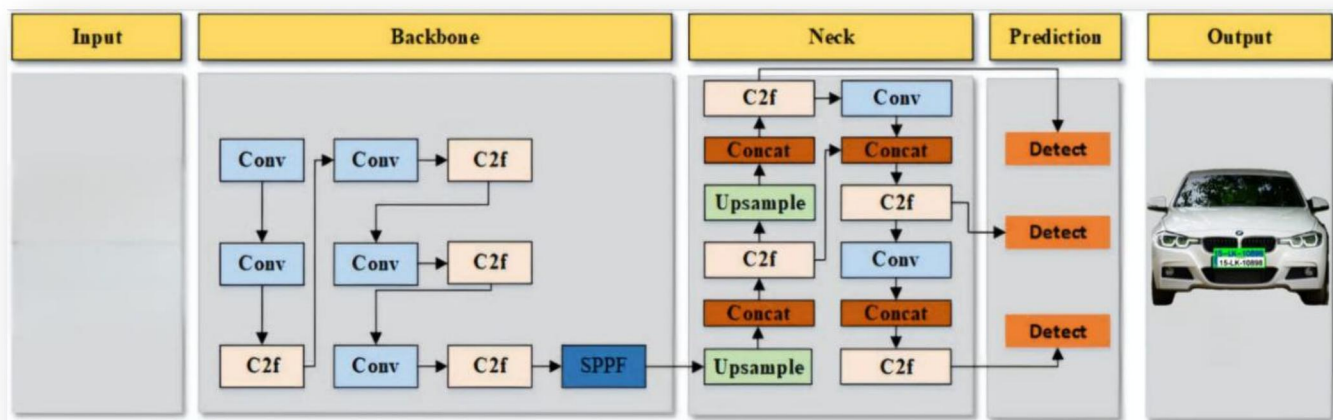 Input
Backbone
Neck
Prediction
Output
Conv
Conv
C2f
Conv
Conv
C2f
C2f
Conv
C2f
SPPF
C2f
Conv
Concat
Concat
Upsample
C2f
C2f
Conv
Concat
Concat
Upsample
C2f
Detect
Detect
Detect
15-LK-10898